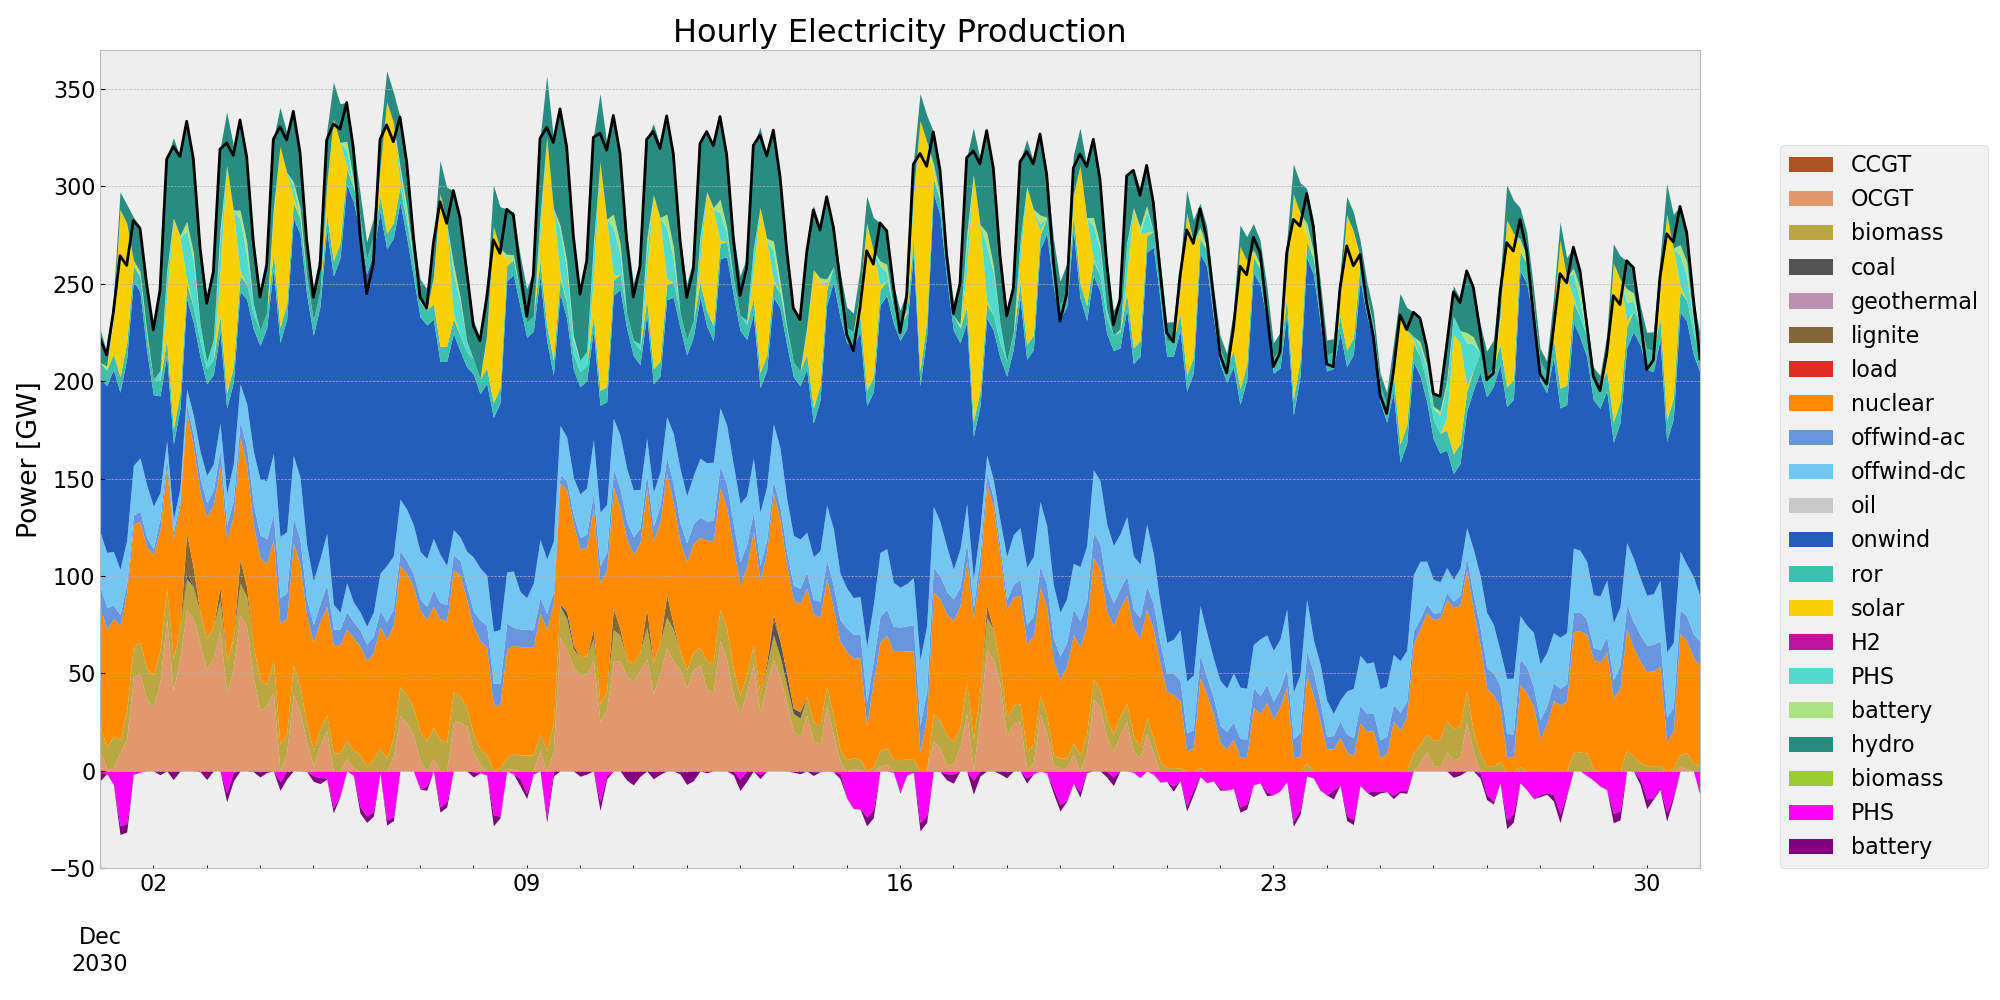 Hourly Electricity Production
Power [GW]
350
300
250
200
150
100
50
0
−50
02
09
16
23
30
Dec
2030
CCGT
OCGT
biomass
coal
geothermal
lignite
load
nuclear
offwind-ac
offwind-dc
oil
onwind
ror
solar
H2
PHS
battery
hydro
biomass
PHS
battery